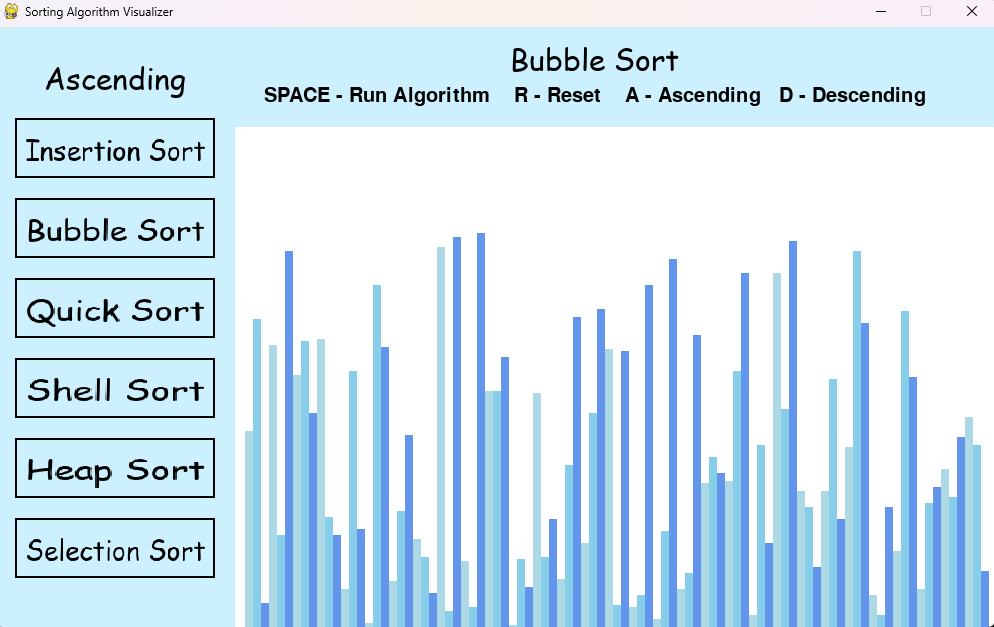 Sorting Algorithm Visualizer
Ascending
Insertion Sort
Bubble Sort
Quick Sort
Shell Sort
Heap Sort
Selection Sort
Bubble Sort
SPACE - Run Algorithm R - Reset A - Ascending D - Descending